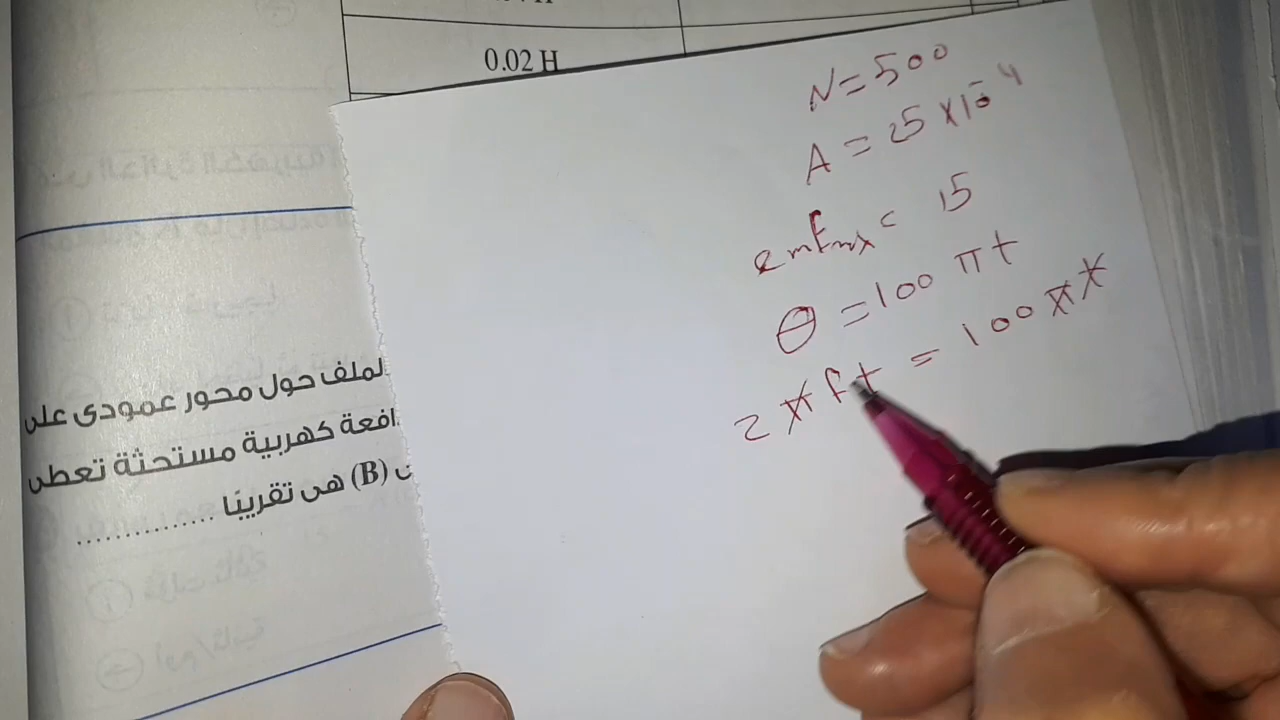 0.02 H
N = 500
A = 25 × 10⁻⁴
emf max = 15
θ = 100 π t
2 π f t = 100 π t
لملف حول محور عمودى على
افعة كهربية مستحثة تعطى
(B) هى تقريبًا ...............